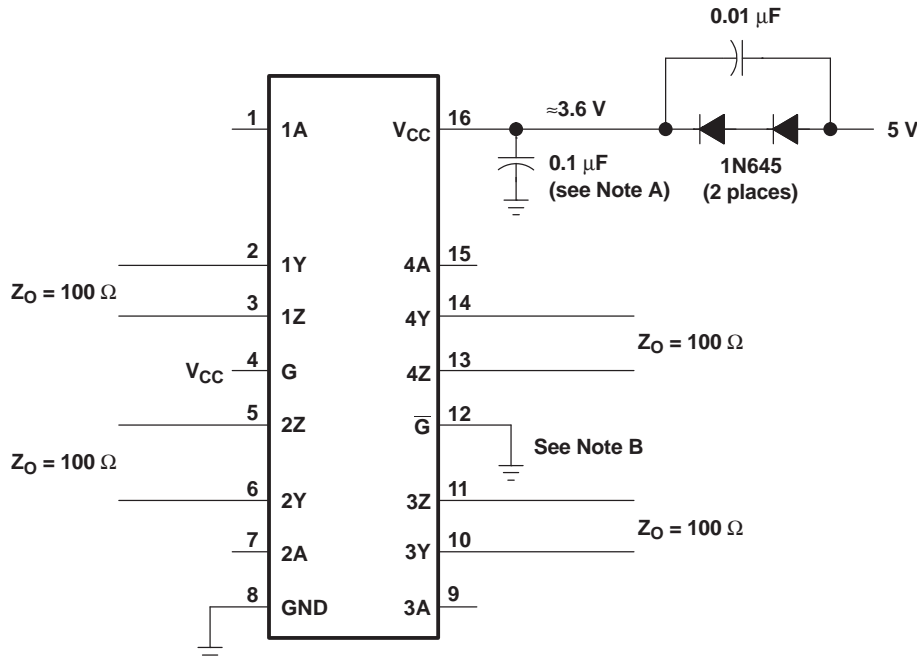 0.01 μF
1
1A
VCC
16
≈3.6 V
5 V
0.1 μF
(see Note A)
1N645
(2 places)
2
1Y
4A
15
ZO = 100 Ω
3
1Z
4Y
14
ZO = 100 Ω
VCC
4
G
4Z
13
5
2Z
G̅
12
See Note B
ZO = 100 Ω
6
2Y
3Z
11
ZO = 100 Ω
7
2A
3Y
10
8
GND
3A
9